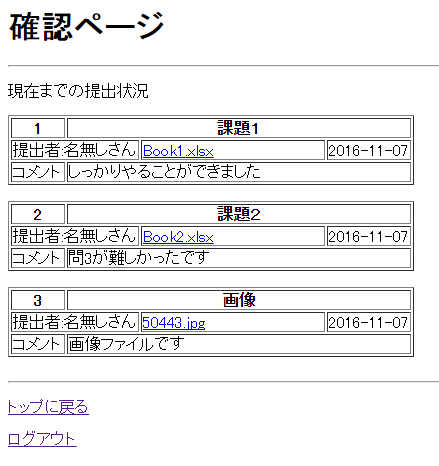 確認ページ
現在までの提出状況
1 課題1
提出者:名無しさん Book1.xlsx 2016-11-07
コメント しっかりやることができました
2 課題2
提出者:名無しさん Book2.xlsx 2016-11-07
コメント 問3が難しかったです
3 画像
提出者:名無しさん 50443.jpg 2016-11-07
コメント 画像ファイルです
トップに戻る
ログアウト